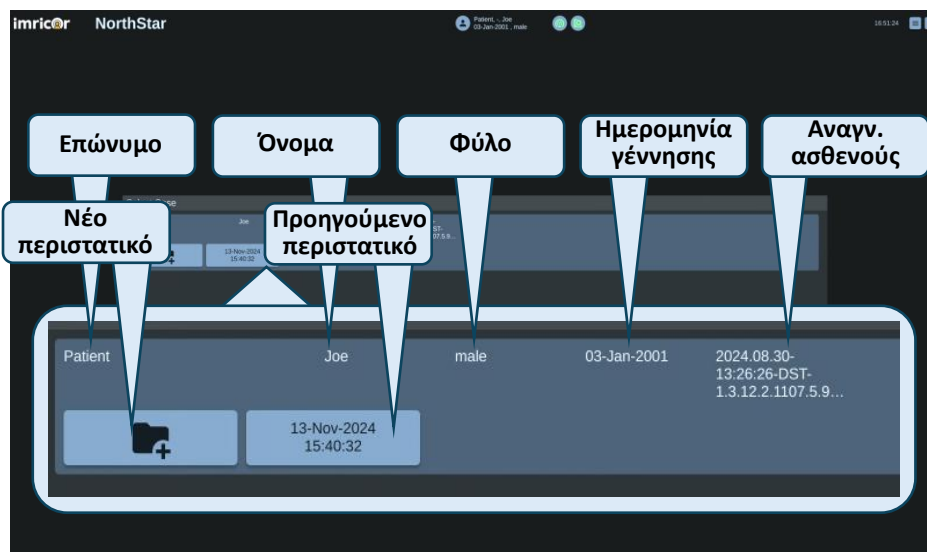 imricor NorthStar
Patient, -, Joe
03-Jan-2001 , male
16:51:24
Επώνυμο
Όνομα
Φύλο
Ημερομηνία
γέννησης
Αναγν.
ασθενούς
Νέο
περιστατικό
Joe
Προηγούμενο
περιστατικό
13-Nov-2024
15:40:32
Patient
Joe
male
03-Jan-2001
2024.08.30-
13:26:26-DST-
1.3.12.2.1107.5.9...
13-Nov-2024
15:40:32